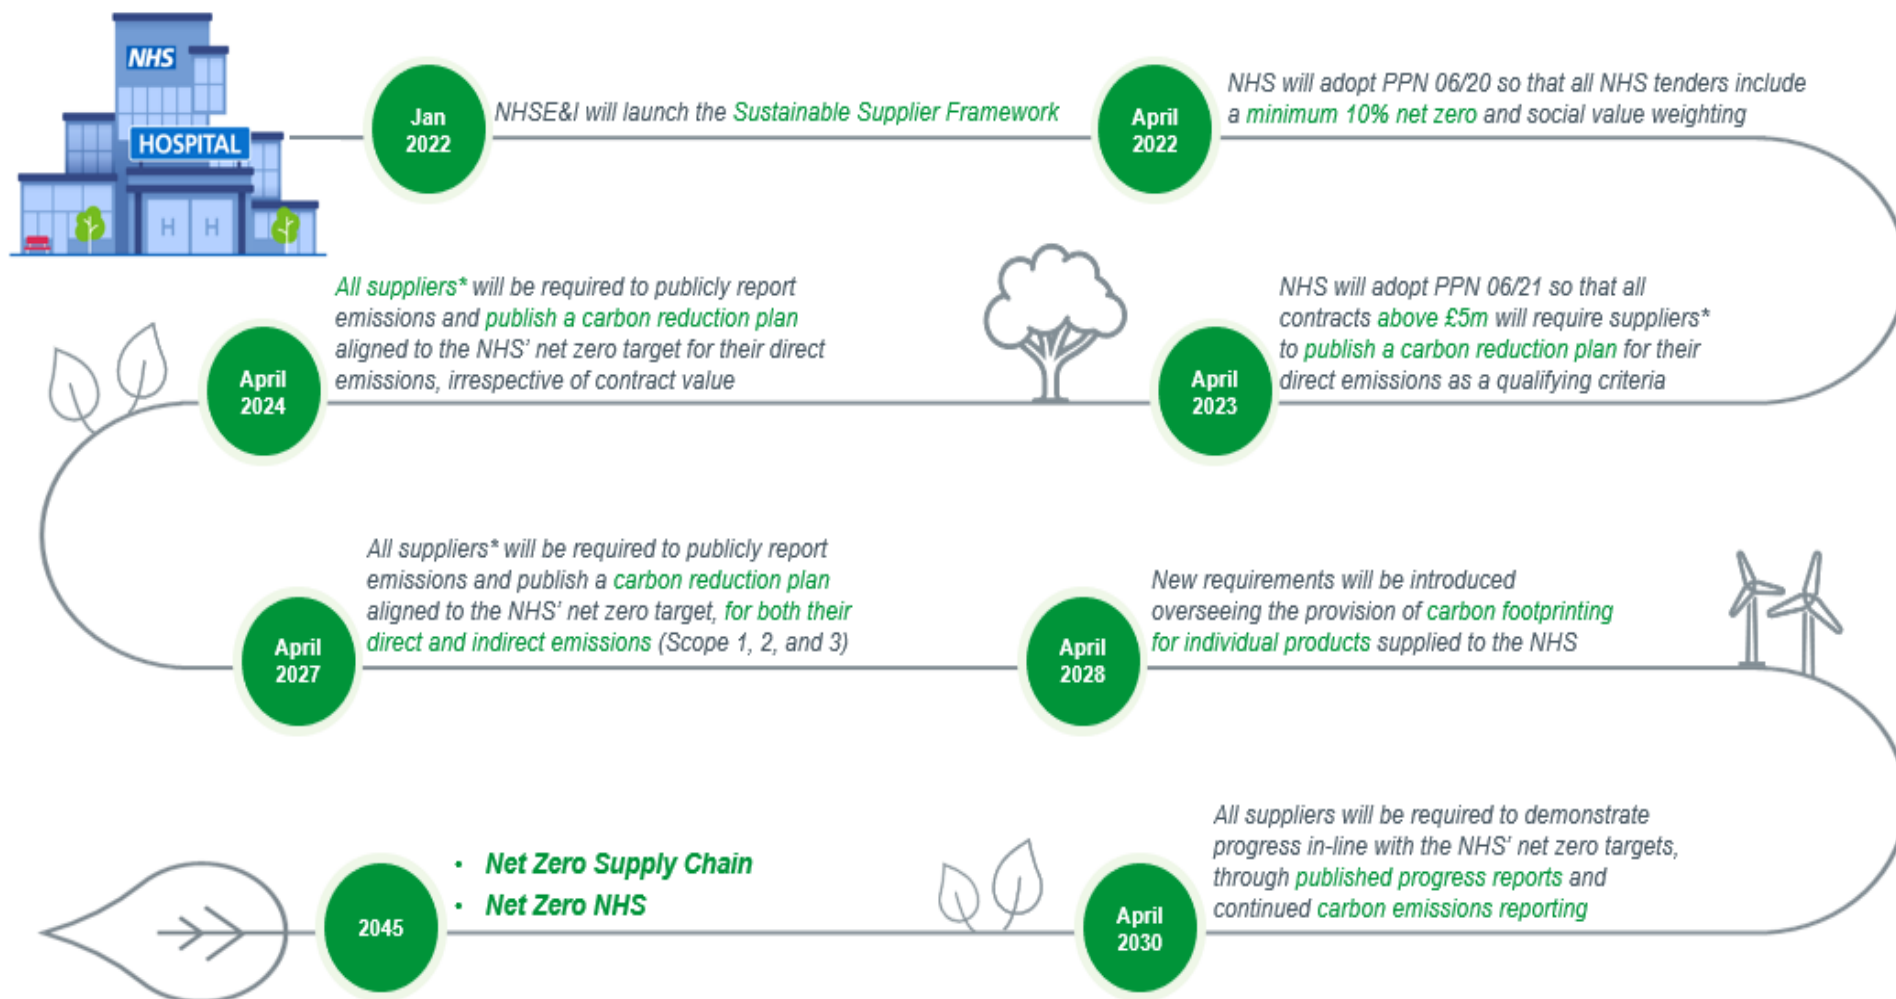 NHS
HOSPITAL
H H
Jan
2022
NHSE&I will launch the Sustainable Supplier Framework
April
2022
NHS will adopt PPN 06/20 so that all NHS tenders include
a minimum 10% net zero and social value weighting
April
2023
NHS will adopt PPN 06/21 so that all
contracts above £5m will require suppliers*
to publish a carbon reduction plan for their
direct emissions as a qualifying criteria
April
2024
All suppliers* will be required to publicly report
emissions and publish a carbon reduction plan
aligned to the NHS' net zero target for their direct
emissions, irrespective of contract value
April
2027
All suppliers* will be required to publicly report
emissions and publish a carbon reduction plan
aligned to the NHS' net zero target, for both their
direct and indirect emissions (Scope 1, 2, and 3)
April
2028
New requirements will be introduced
overseeing the provision of carbon footprinting
for individual products supplied to the NHS
April
2030
All suppliers will be required to demonstrate
progress in-line with the NHS' net zero targets,
through published progress reports and
continued carbon emissions reporting
2045
• Net Zero Supply Chain
• Net Zero NHS